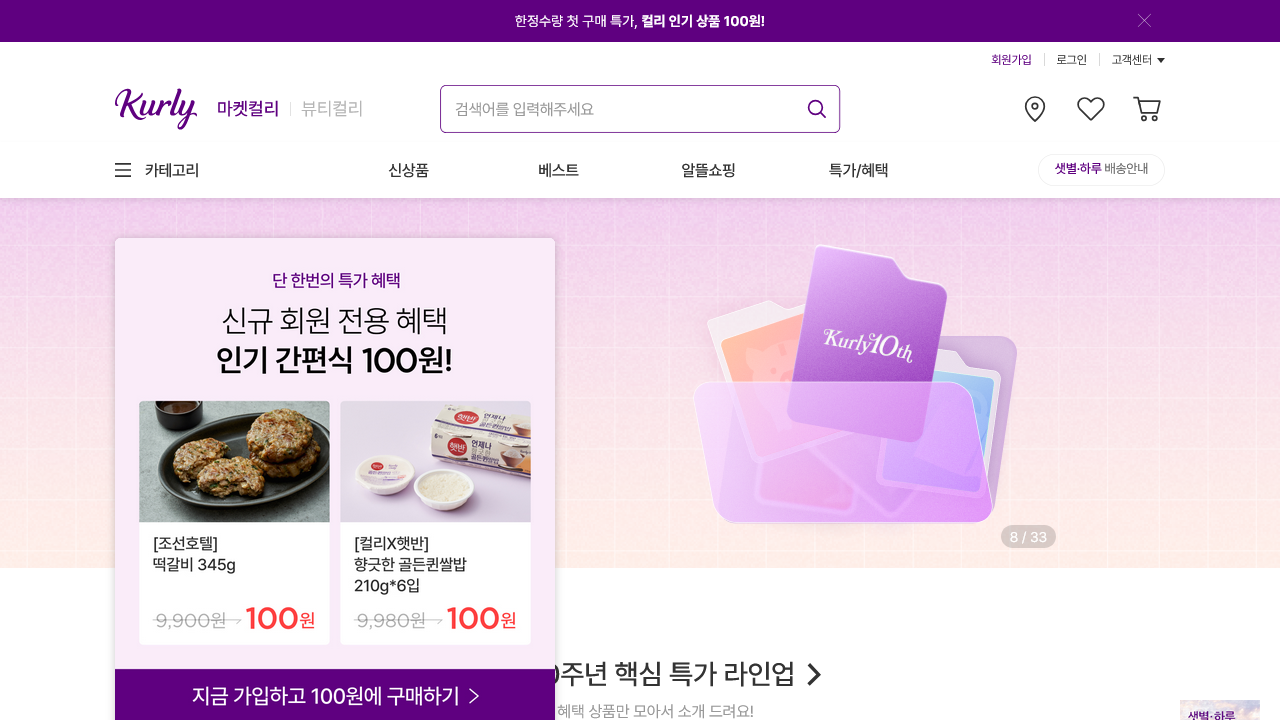 한정수량 첫 구매 특가, 컬리 인기 상품 100원!
회원가입 로그인 고객센터
Kurly 마켓컬리 뷰티컬리 검색어를 입력해주세요
카테고리 신상품 베스트 알뜰쇼핑 특가/혜택 샛별·하루 배송안내
단 한번의 특가 혜택
신규 회원 전용 혜택
인기 간편식 100원!
Kurly10th
햇반 언제나 골든퀸쌀밥
[조선호텔]
떡갈비 345g
9,900원 → 100원
[컬리X햇반]
향긋한 골든퀸쌀밥
210g*6입
9,980원 → 100원
8 / 33
지금 가입하고 100원에 구매하기
주년 핵심 특가 라인업
혜택 상품만 모아서 소개 드려요!
샛별·하루